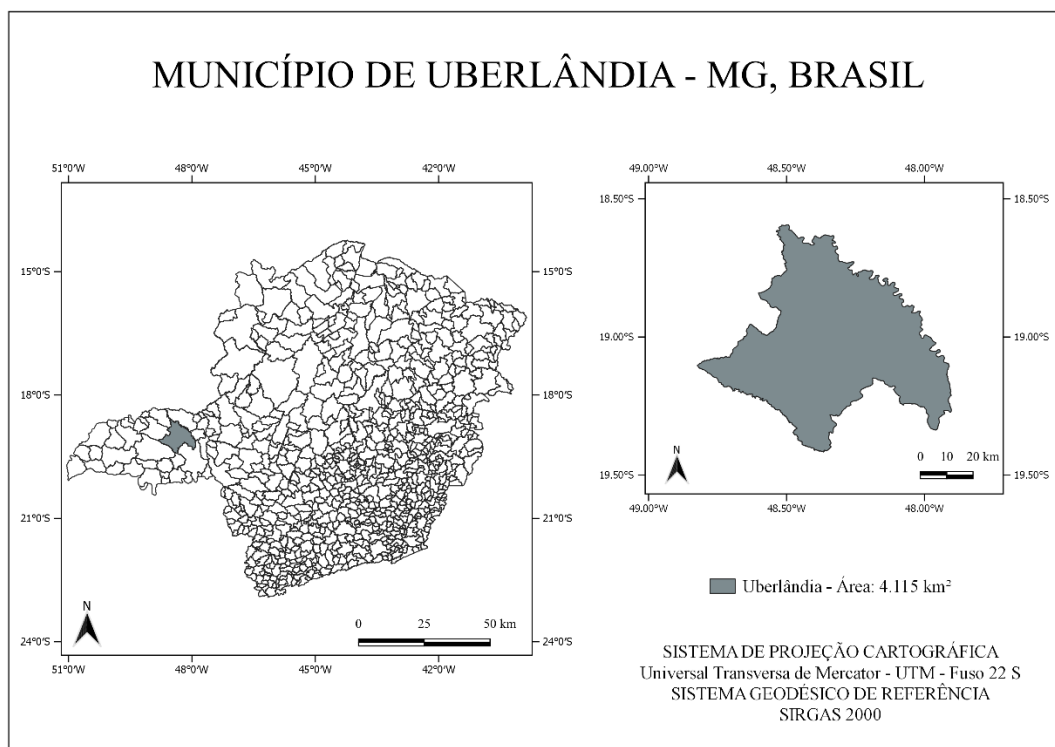 MUNICÍPIO DE UBERLÂNDIA - MG, BRASIL
51°0'W 48°0'W 45°0'W 42°0'W
15°0'S 15°0'S
18°0'S 18°0'S
21°0'S 21°0'S
24°0'S 24°0'S
51°0'W 48°0'W 45°0'W 42°0'W
N
0 25 50 km
49.00°W 48.50°W 48.00°W
18.50°S 18.50°S
19.00°S 19.00°S
19.50°S 19.50°S
49.00°W 48.50°W 48.00°W
N
0 10 20 km
Uberlândia - Área: 4.115 km²
SISTEMA DE PROJEÇÃO CARTOGRÁFICA
Universal Transversa de Mercator - UTM - Fuso 22 S
SISTEMA GEODÉSICO DE REFERÊNCIA
SIRGAS 2000